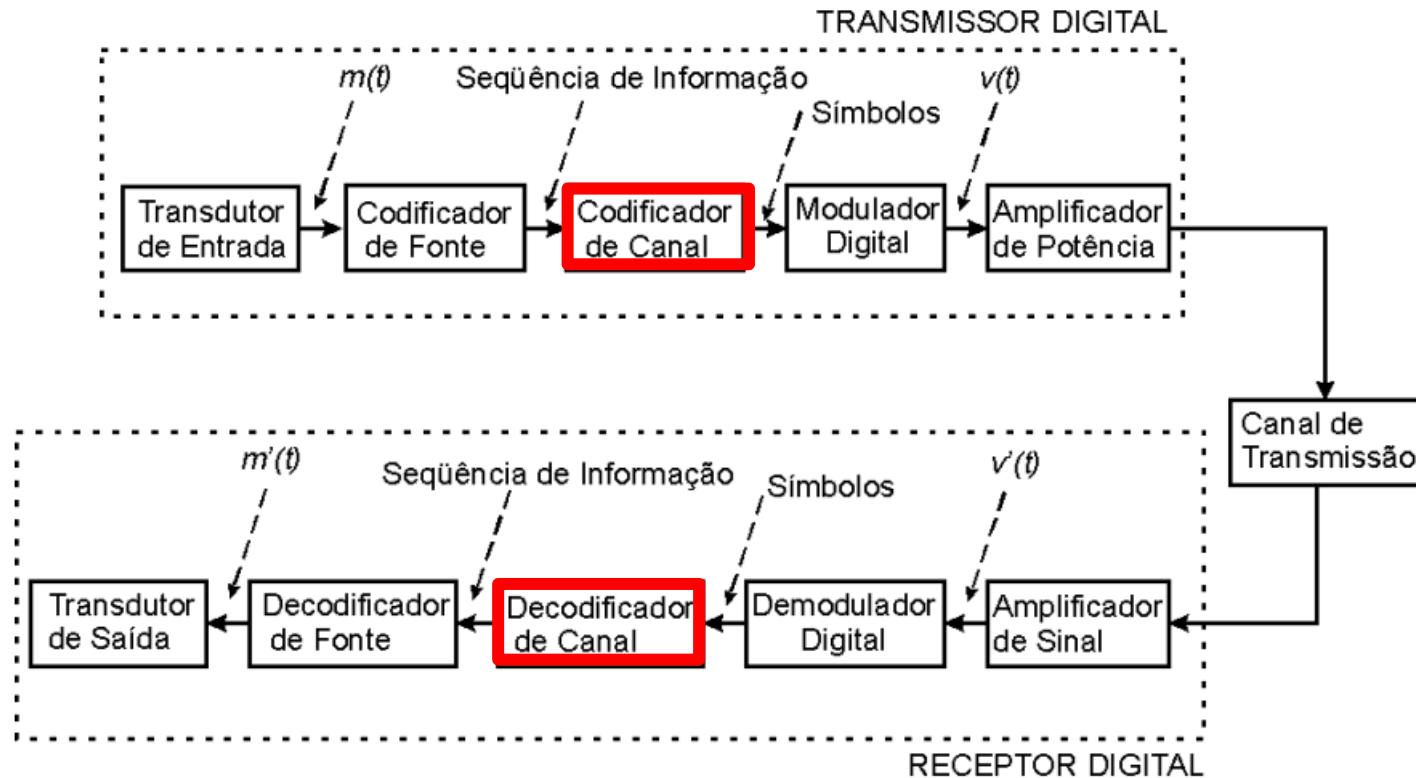 TRANSMISSOR DIGITAL
m(t)
Seqüência de Informação
v(t)
Símbolos
Transdutor
de Entrada
Codificador
de Fonte
Codificador
de Canal
Modulador
Digital
Amplificador
de Potência
Canal de
Transmissão
m'(t)
Seqüência de Informação
Símbolos
v'(t)
Transdutor
de Saída
Decodificador
de Fonte
Decodificador
de Canal
Demodulador
Digital
Amplificador
de Sinal
RECEPTOR DIGITAL